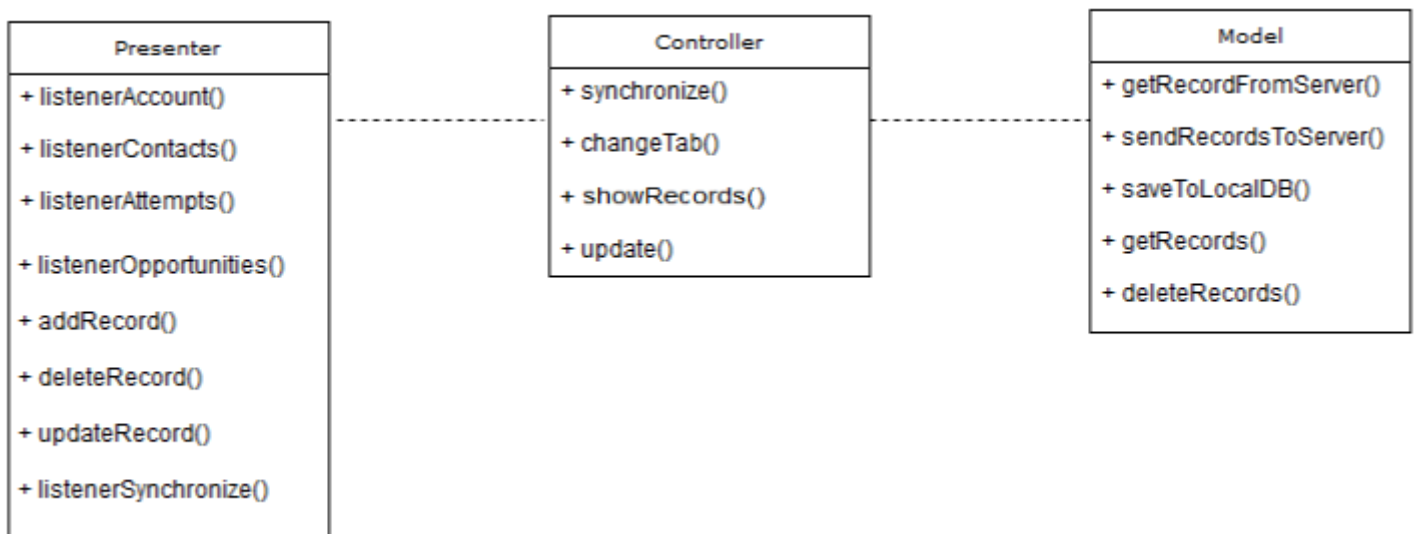 Presenter
+ listenerAccount()
+ listenerContacts()
+ listenerAttempts()
+ listenerOpportunities()
+ addRecord()
+ deleteRecord()
+ updateRecord()
+ listenerSynchronize()
Controller
+ synchronize()
+ changeTab()
+ showRecords()
+ update()
Model
+ getRecordFromServer()
+ sendRecordsToServer()
+ saveToLocalDB()
+ getRecords()
+ deleteRecords()